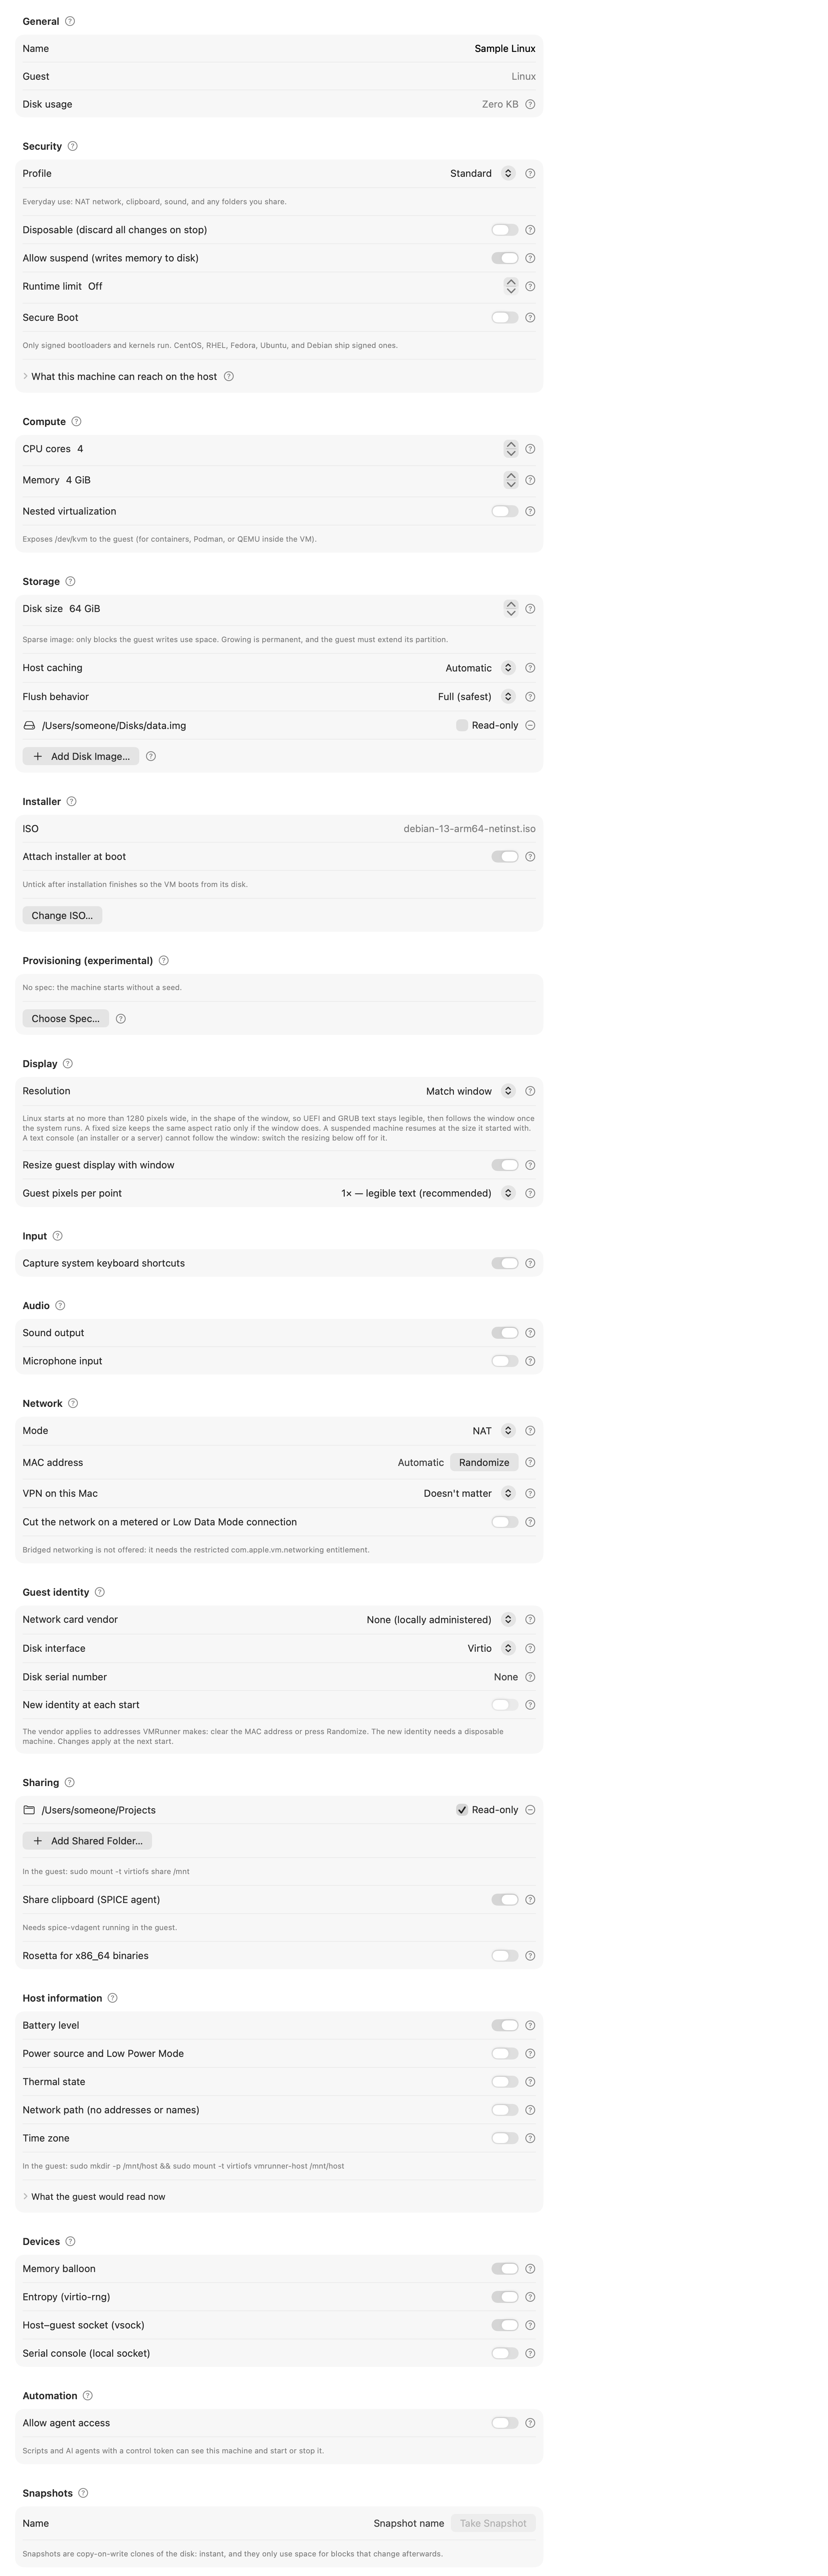 General
Name Sample Linux
Guest Linux
Disk usage Zero KB
Security
Profile Standard
Everyday use: NAT network, clipboard, sound, and any folders you share.
Disposable (discard all changes on stop)
Allow suspend (writes memory to disk)
Runtime limit Off
Secure Boot
Only signed bootloaders and kernels run. CentOS, RHEL, Fedora, Ubuntu, and Debian ship signed ones.
What this machine can reach on the host
Compute
CPU cores 4
Memory 4 GiB
Nested virtualization
Exposes /dev/kvm to the guest (for containers, Podman, or QEMU inside the VM).
Storage
Disk size 64 GiB
Sparse image: only blocks the guest writes use space. Growing is permanent, and the guest must extend its partition.
Host caching Automatic
Flush behavior Full (safest)
/Users/someone/Disks/data.img Read-only
Add Disk Image...
Installer
ISO debian-13-arm64-netinst.iso
Attach installer at boot
Untick after installation finishes so the VM boots from its disk.
Change ISO...
Provisioning (experimental)
No spec: the machine starts without a seed.
Choose Spec...
Display
Resolution Match window
Linux starts at no more than 1280 pixels wide, in the shape of the window, so UEFI and GRUB text stays legible, then follows the window once
the system runs. A fixed size keeps the same aspect ratio only if the window does. A suspended machine resumes at the size it started with.
A text console (an installer or a server) cannot follow the window: switch the resizing below off for it.
Resize guest display with window
Guest pixels per point 1× — legible text (recommended)
Input
Capture system keyboard shortcuts
Audio
Sound output
Microphone input
Network
Mode NAT
MAC address Automatic Randomize
VPN on this Mac Doesn't matter
Cut the network on a metered or Low Data Mode connection
Bridged networking is not offered: it needs the restricted com.apple.vm.networking entitlement.
Guest identity
Network card vendor None (locally administered)
Disk interface Virtio
Disk serial number None
New identity at each start
The vendor applies to addresses VMRunner makes: clear the MAC address or press Randomize. The new identity needs a disposable
machine. Changes apply at the next start.
Sharing
/Users/someone/Projects Read-only
Add Shared Folder...
In the guest: sudo mount -t virtiofs share /mnt
Share clipboard (SPICE agent)
Needs spice-vdagent running in the guest.
Rosetta for x86_64 binaries
Host information
Battery level
Power source and Low Power Mode
Thermal state
Network path (no addresses or names)
Time zone
In the guest: sudo mkdir -p /mnt/host && sudo mount -t virtiofs vmrunner-host /mnt/host
What the guest would read now
Devices
Memory balloon
Entropy (virtio-rng)
Host–guest socket (vsock)
Serial console (local socket)
Automation
Allow agent access
Scripts and AI agents with a control token can see this machine and start or stop it.
Snapshots
Name Snapshot name Take Snapshot
Snapshots are copy-on-write clones of the disk: instant, and they only use space for blocks that change afterwards.